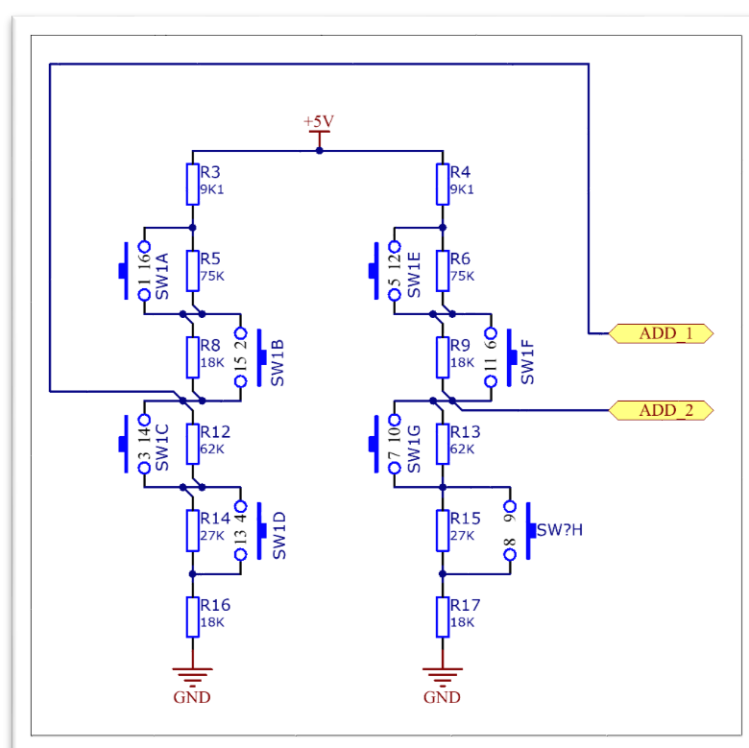 +5V
R3
9K1
R4
9K1
1 16
SW1A
R5
75K
5 12
SW1E
R6
75K
R8
18K
15 2
SW1B
R9
18K
11 6
SW1F
ADD_1
ADD_2
3 14
SW1C
R12
62K
7 10
SW1G
R13
62K
R14
27K
13 4
SW1D
R15
27K
8 9
SW?H
R16
18K
R17
18K
GND
GND